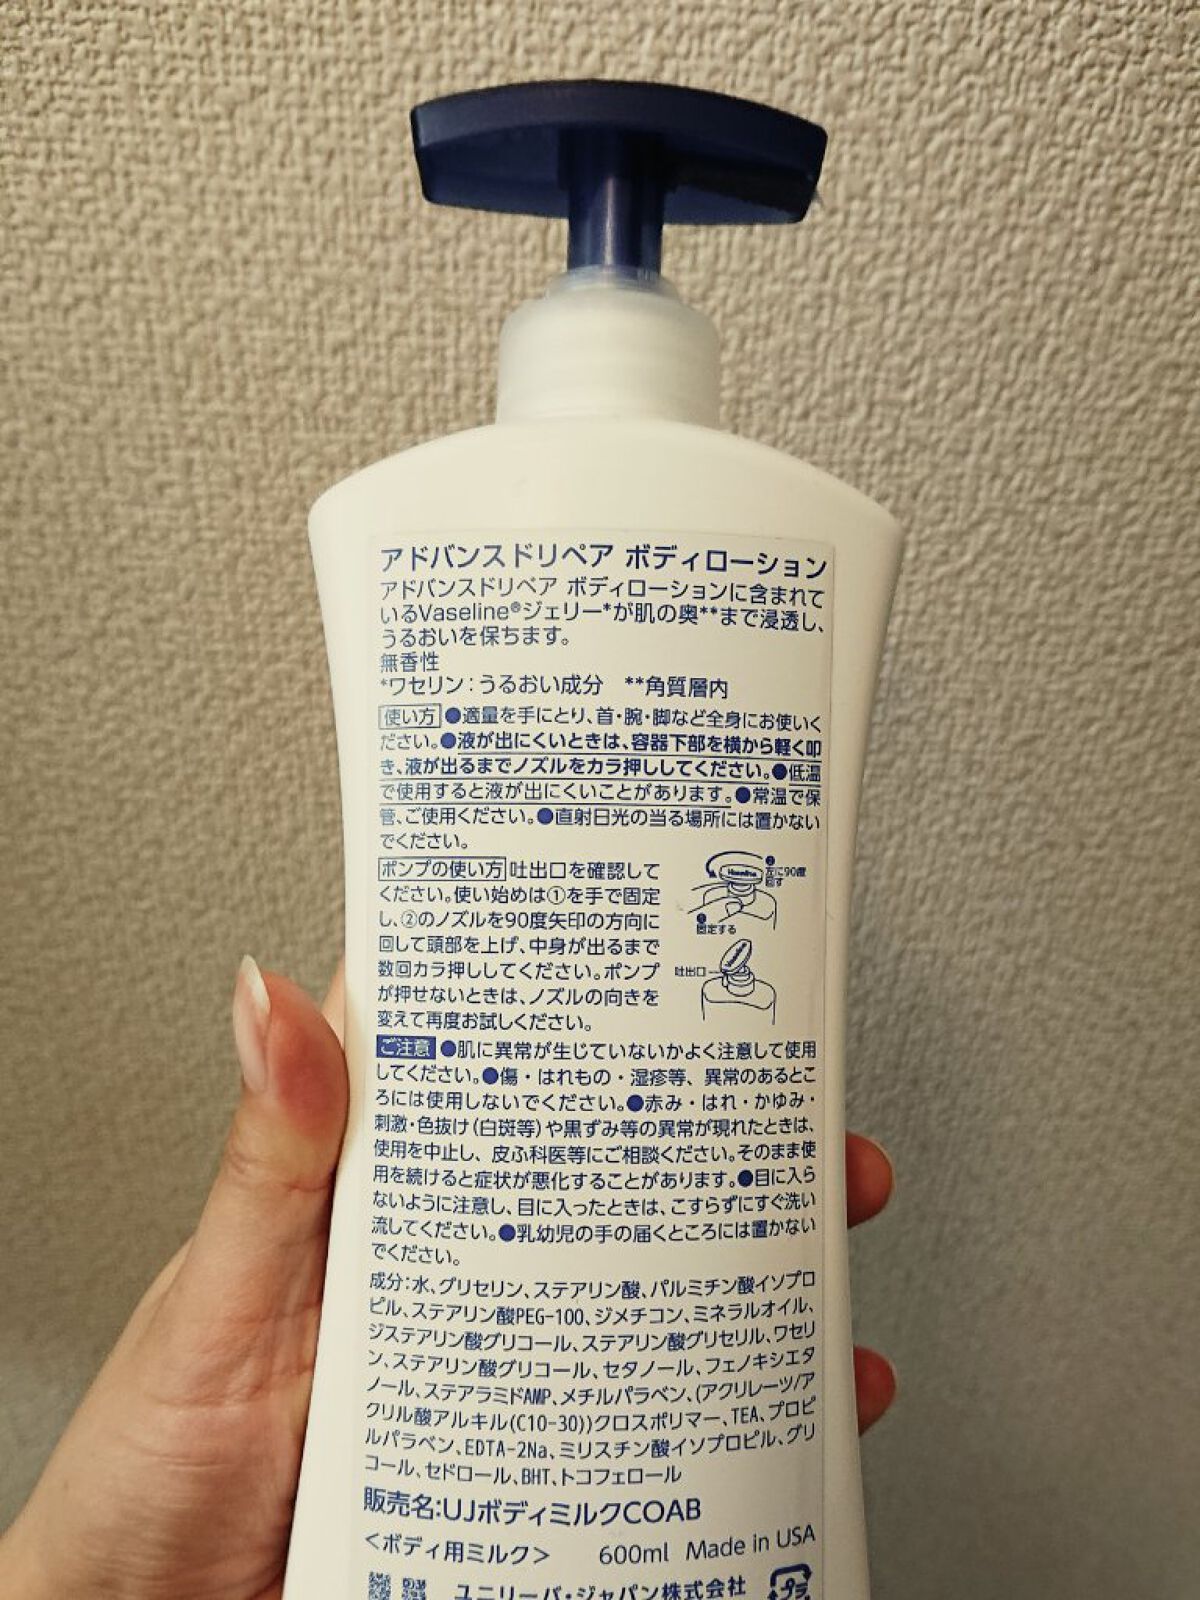 アドバンスドリペア ボディローション
アドバンスドリペア ボディローションに含まれて
いるVaseline®ジェリー*が肌の奥**まで浸透し、
うるおいを保ちます。
無香性
*ワセリン：うるおい成分 **角質層内
使い方 ●適量を手にとり、首・腕・脚など全身にお使いく
ださい。●液が出にくいときは、容器下部を横から軽く叩
き、液が出るまでノズルをカラ押ししてください。●低温
で使用すると液が出にくいことがあります。●常温で保
管、ご使用ください。●直射日光の当る場所には置かない
でください。
ポンプの使い方 吐出口を確認して
ください。使い始めは①を手で固定
し、②のノズルを90度矢印の方向に
回して頭部を上げ、中身が出るまで
数回カラ押ししてください。ポンプ
が押せないときは、ノズルの向きを
変えて再度お試しください。
②
左に90度
回す
①
固定する
吐出口
ご注意 ●肌に異常が生じていないかよく注意して使用
してください。●傷・はれもの・湿疹等、異常のあるとこ
ろには使用しないでください。●赤み・はれ・かゆみ・
刺激・色抜け(白斑等)や黒ずみ等の異常が現れたときは、
使用を中止し、皮ふ科医等にご相談ください。そのまま使
用を続けると症状が悪化することがあります。●目に入ら
ないように注意し、目に入ったときは、こすらずにすぐ洗い
流してください。●乳幼児の手の届くところには置かない
でください。
成分：水、グリセリン、ステアリン酸、パルミチン酸イソプロ
ピル、ステアリン酸PEG-100、ジメチコン、ミネラルオイル、
ジステアリン酸グリコール、ステアリン酸グリセリル、ワセリ
ン、ステアリン酸グリコール、セタノール、フェノキシエタ
ノール、ステアラミドAMP、メチルパラベン、(アクリレーツ/ア
クリル酸アルキル(C10-30))クロスポリマー、TEA、プロピ
ルパラベン、EDTA-2Na、ミリスチン酸イソプロピル、グリ
コール、セドロール、BHT、トコフェロール
販売名：UJボディミルクCOAB
＜ボディ用ミルク＞ 600ml Made in USA
ユニリーバ・ジャパン株式会社
プラ